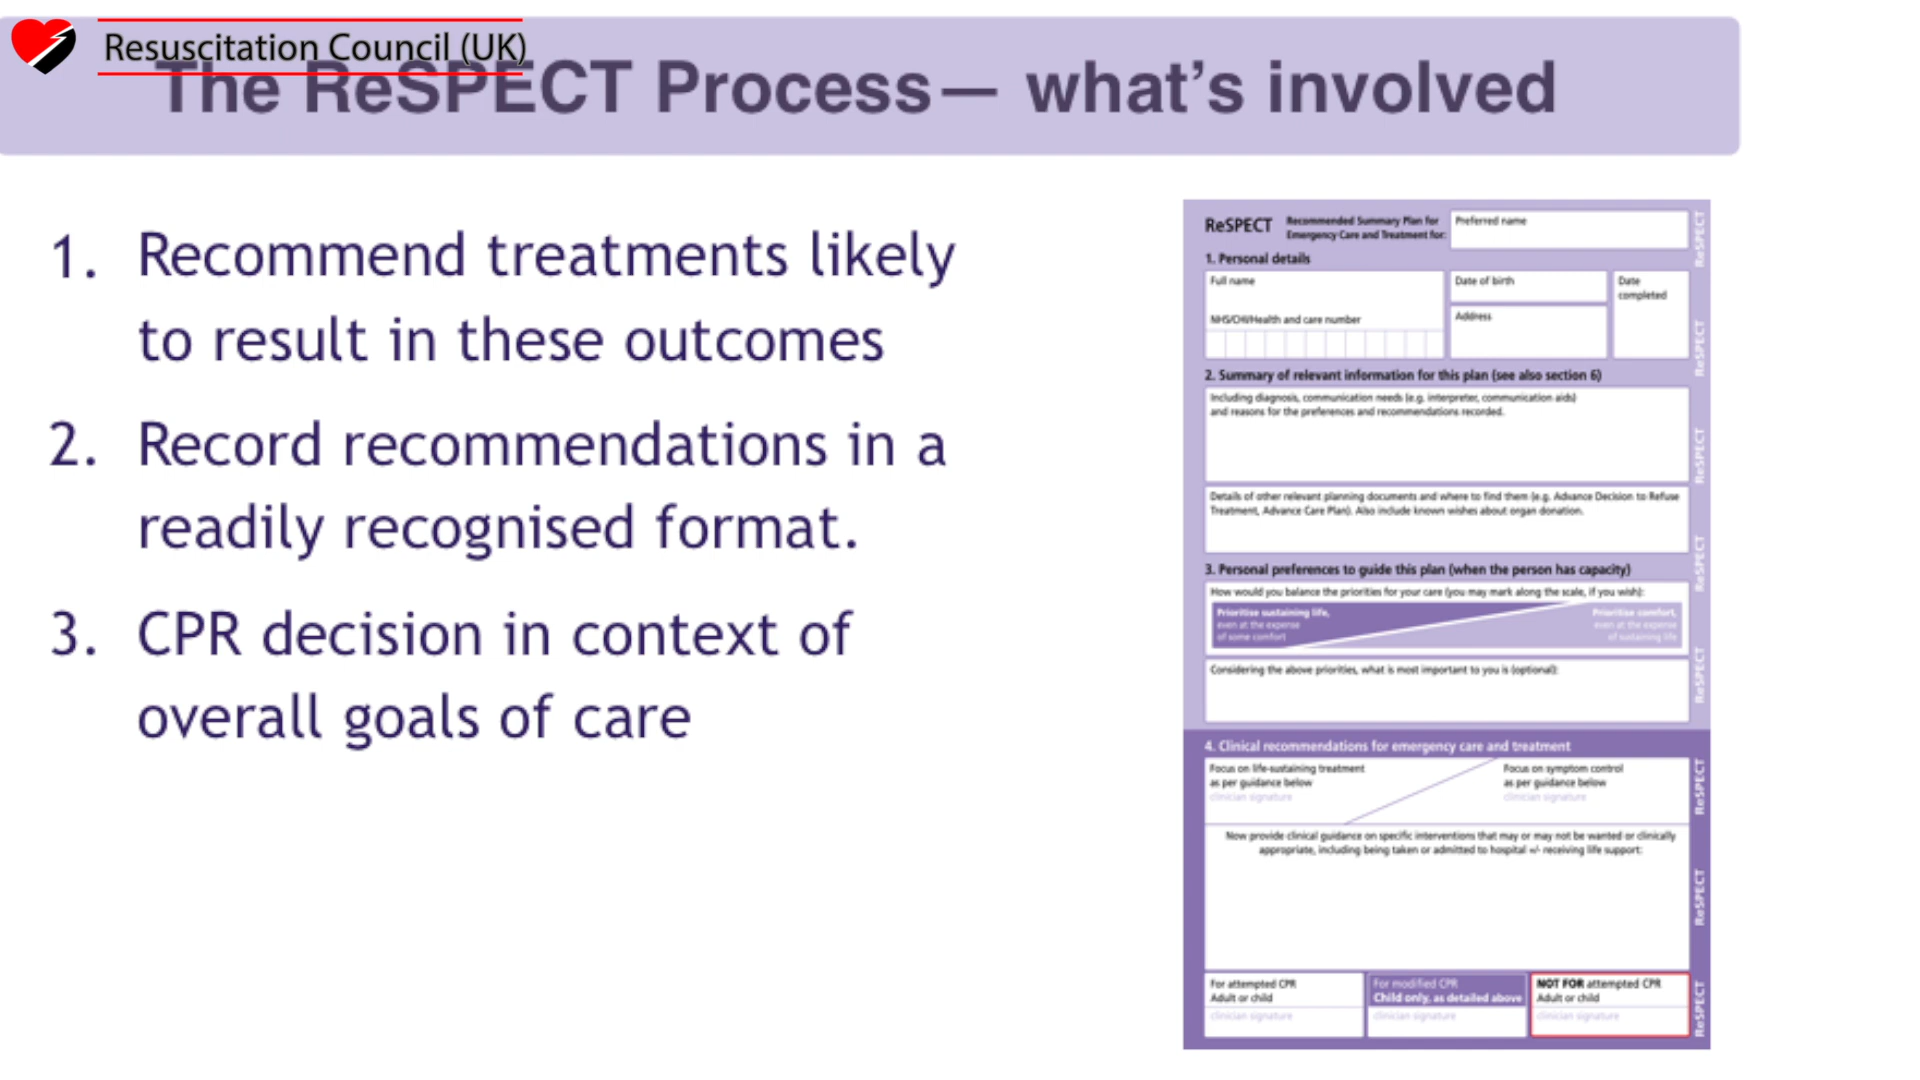 Resuscitation Council (UK)
The ReSPECT Process— what's involved
1. Recommend treatments likely
to result in these outcomes
2. Record recommendations in a
readily recognised format.
3. CPR decision in context of
overall goals of care
ReSPECT
Recommended Summary Plan for
Emergency Care and Treatment for:
Preferred name
1. Personal details
Full name
Date of birth
Date
completed
NHS/CHI/Health and care number
Address
2. Summary of relevant information for this plan (see also section 6)
Including diagnosis, communication needs (e.g. interpreter, communication aids)
and reasons for the preferences and recommendations recorded.
Details of other relevant planning documents and where to find them (e.g. Advance Decision to Refuse
Treatment, Advance Care Plan). Also include known wishes about organ donation.
3. Personal preferences to guide this plan (when the person has capacity)
How would you balance the priorities for your care (you may mark along the scale, if you wish):
Prioritise sustaining life,
even at the expense
of some comfort
Prioritise comfort,
even at the expense
of sustaining life
Considering the above priorities, what is most important to you is (optional):
4. Clinical recommendations for emergency care and treatment
Focus on life-sustaining treatment
as per guidance below
clinician signature
Focus on symptom control
as per guidance below
clinician signature
Now provide clinical guidance on specific interventions that may or may not be wanted or clinically
appropriate, including being taken or admitted to hospital +/- receiving life support:
For attempted CPR
Adult or child
clinician signature
For modified CPR
Child only, as detailed above
clinician signature
NOT FOR attempted CPR
Adult or child
clinician signature
ReSPECT
ReSPECT
ReSPECT
ReSPECT
ReSPECT
ReSPECT
ReSPECT
ReSPECT